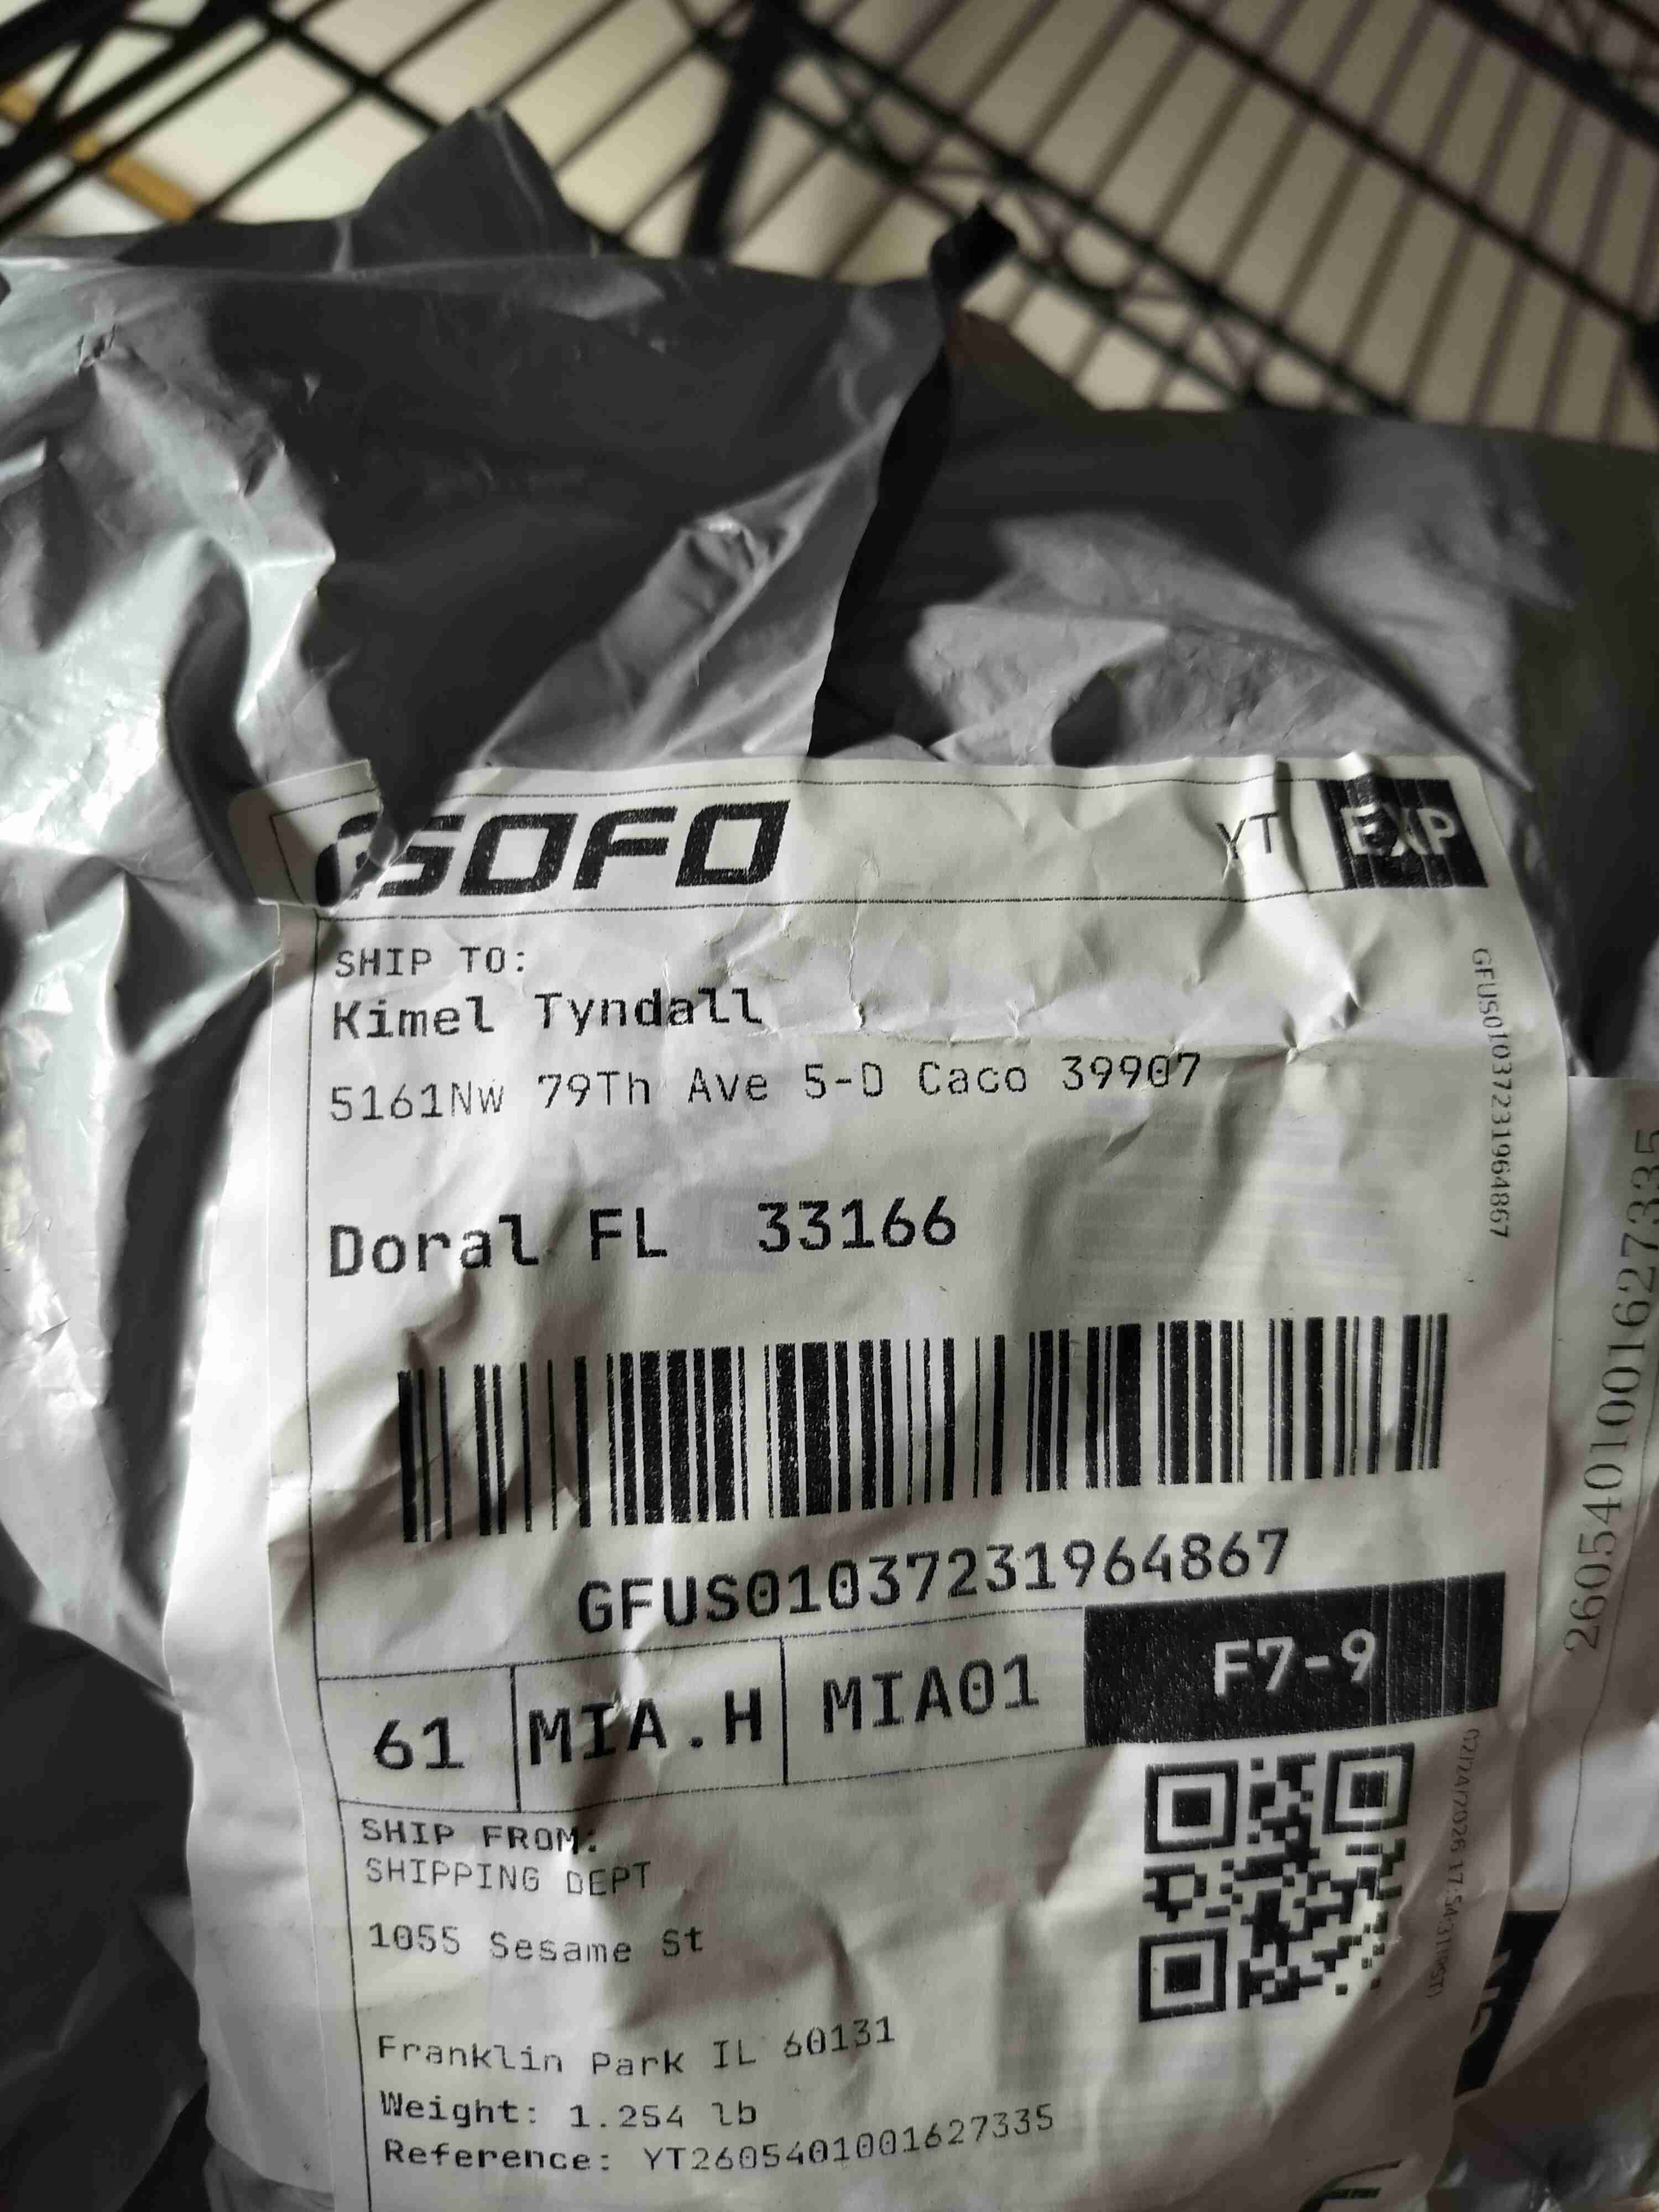 YT EXP
SHIP TO:
Kimel Tyndall
5161Nw 79Th Ave 5-D Caco 39907
Doral FL 33166
GFUS01037231964867
GFUS01037231964867
61 MIA.H MIA01 F7-9
SHIP FROM:
SHIPPING DEPT
1055 Sesame St
Franklin Park IL 60131
Weight: 1.254 lb
Reference: YT2605401001627335
2605401001627335